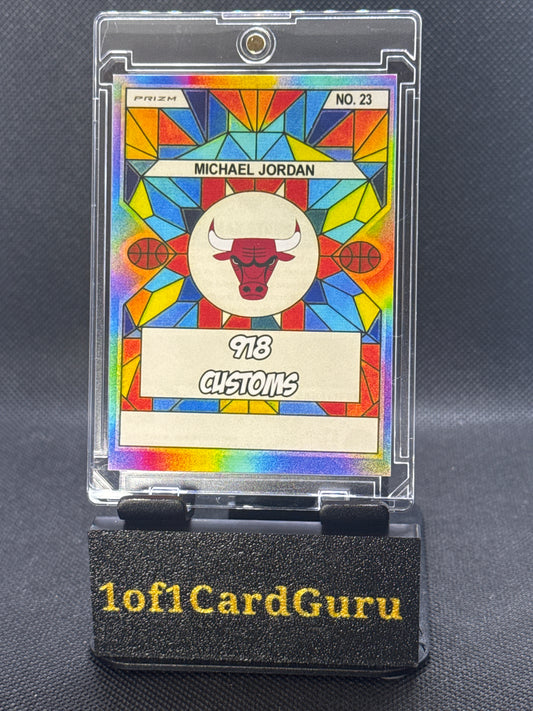 PRIZM NO. 23
MICHAEL JORDAN
918
CUSTOMS
1of1CardGuru